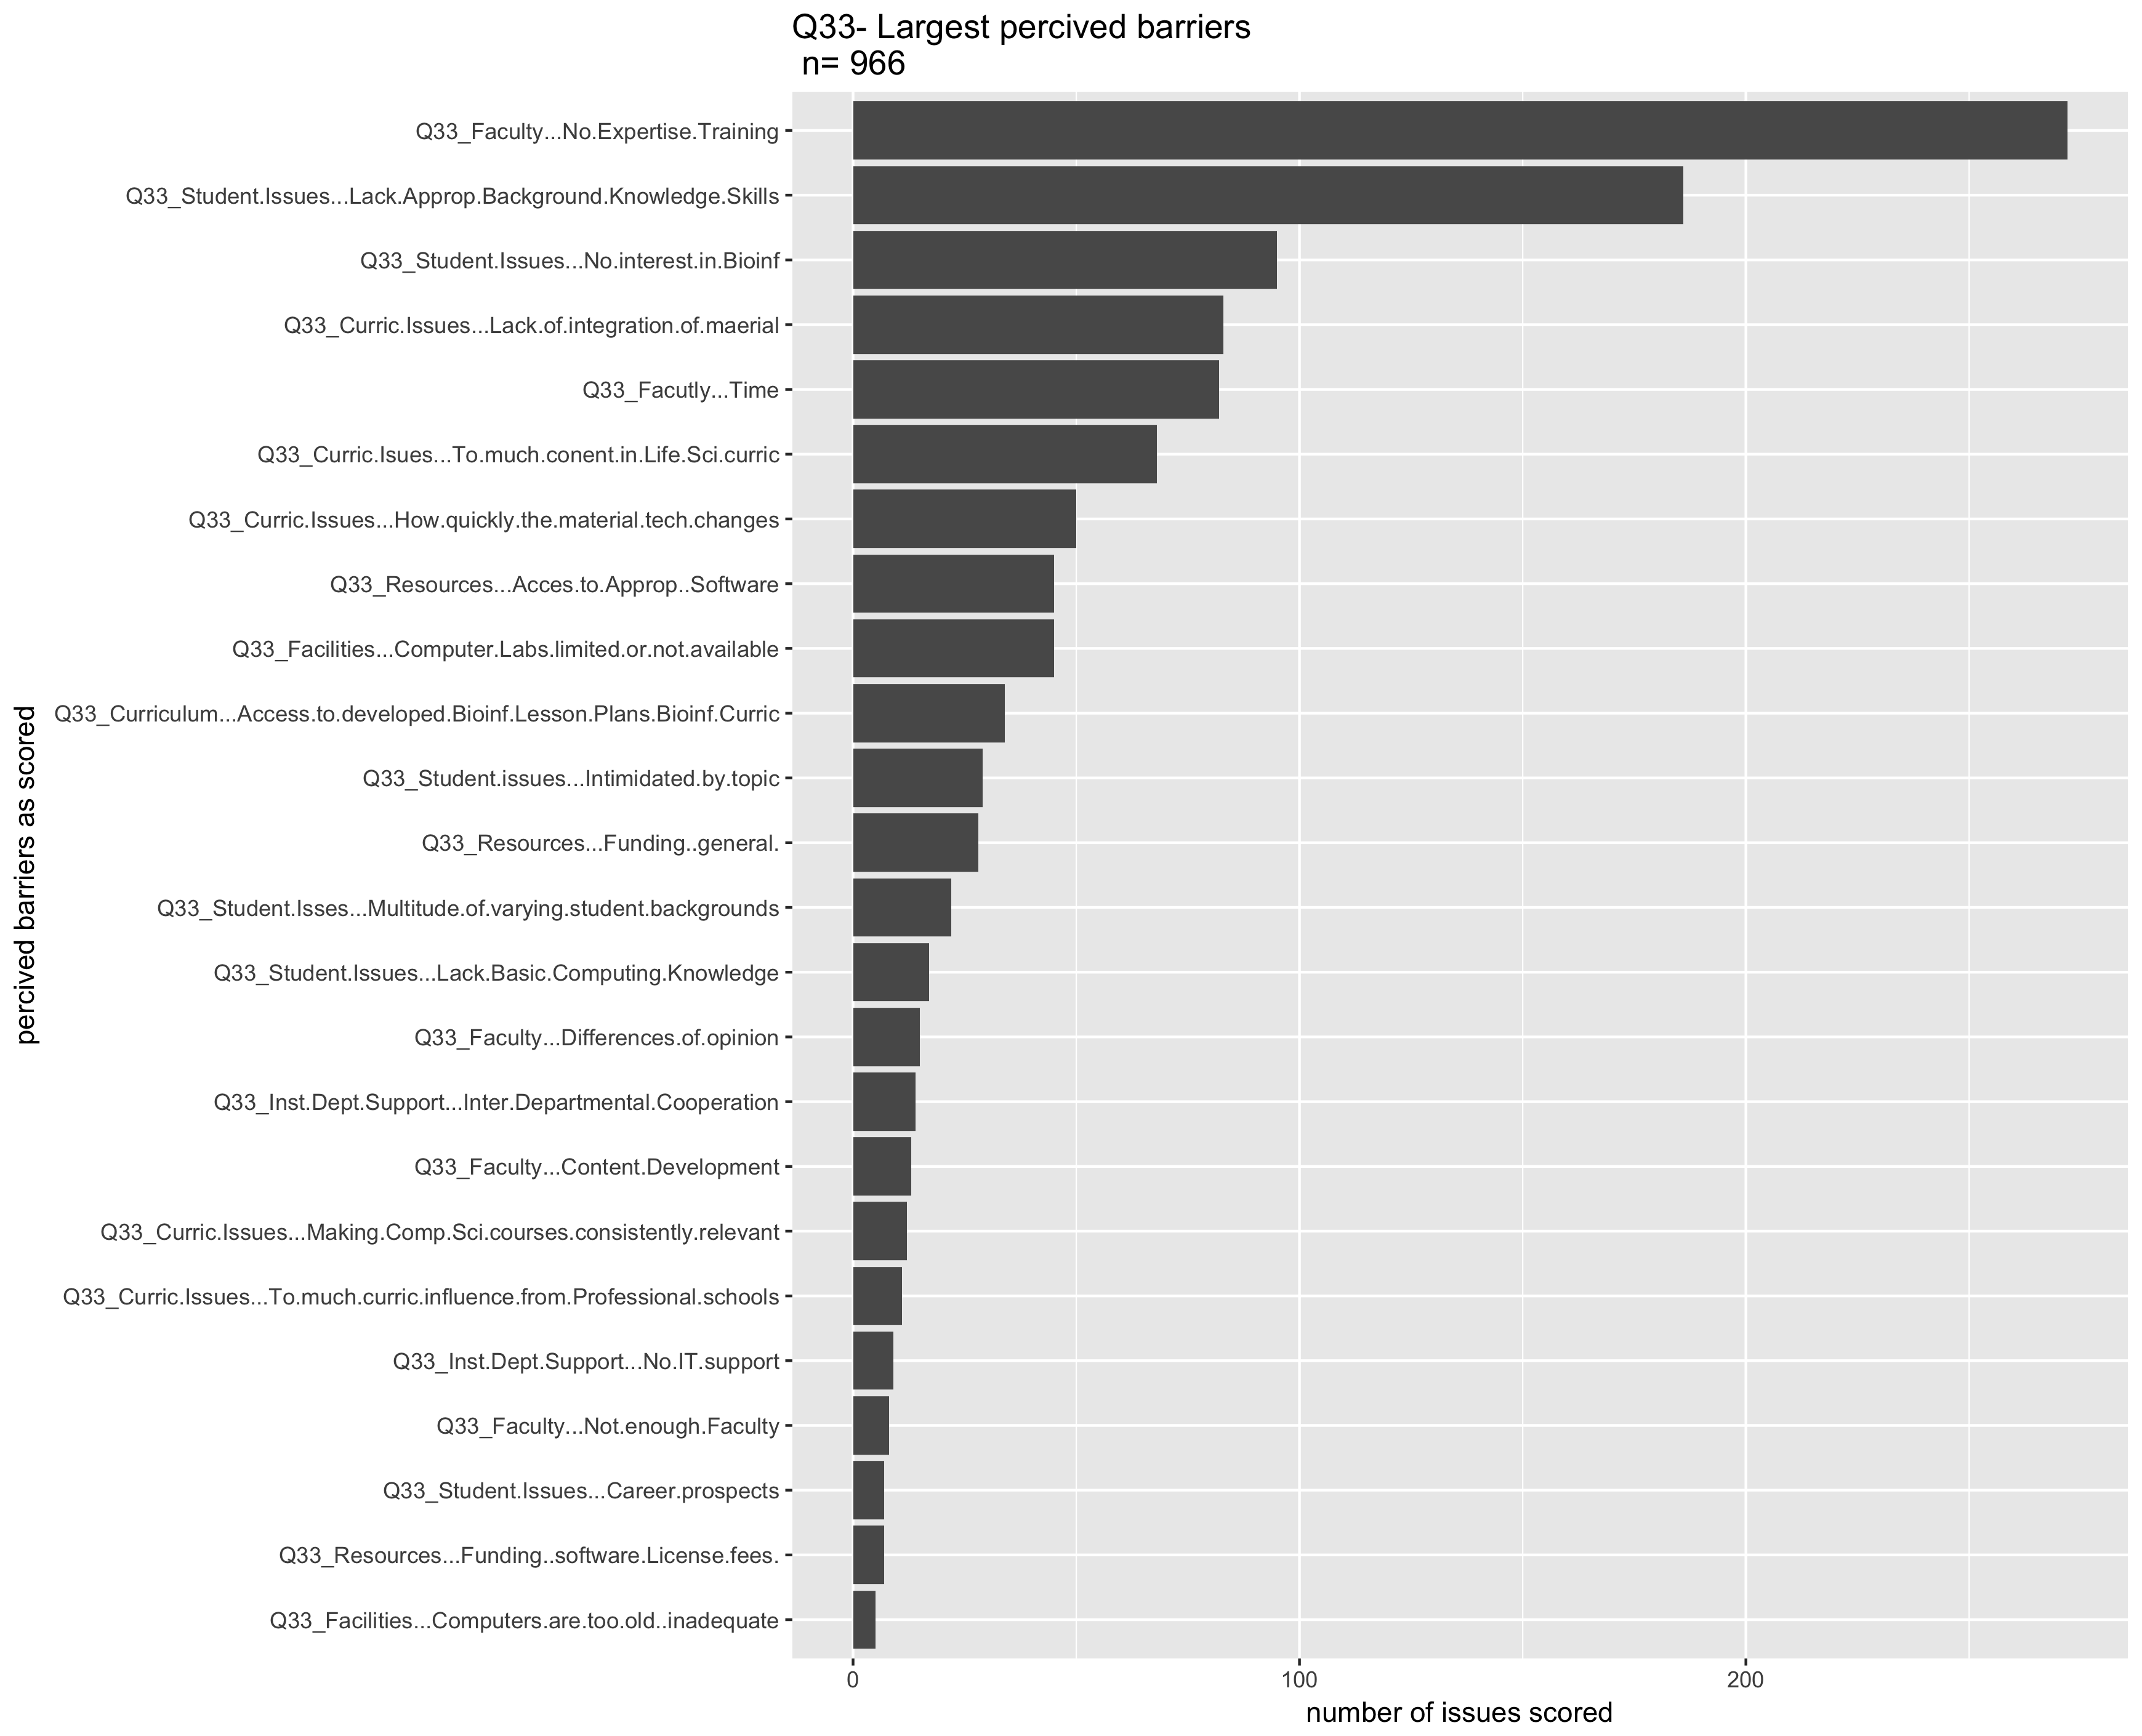 Q33- Largest percived barriers
n= 966
Q33_Faculty...No.Expertise.Training
Q33_Student.Issues...Lack.Approp.Background.Knowledge.Skills
Q33_Student.Issues...No.interest.in.Bioinf
Q33_Curric.Issues...Lack.of.integration.of.maerial
Q33_Facutly...Time
Q33_Curric.Isues...To.much.conent.in.Life.Sci.curric
Q33_Curric.Issues...How.quickly.the.material.tech.changes
Q33_Resources...Acces.to.Approp..Software
Q33_Facilities...Computer.Labs.limited.or.not.available
Q33_Curriculum...Access.to.developed.Bioinf.Lesson.Plans.Bioinf.Curric
Q33_Student.issues...Intimidated.by.topic
Q33_Resources...Funding..general.
Q33_Student.Isses...Multitude.of.varying.student.backgrounds
Q33_Student.Issues...Lack.Basic.Computing.Knowledge
Q33_Faculty...Differences.of.opinion
Q33_Inst.Dept.Support...Inter.Departmental.Cooperation
Q33_Faculty...Content.Development
Q33_Curric.Issues...Making.Comp.Sci.courses.consistently.relevant
Q33_Curric.Issues...To.much.curric.influence.from.Professional.schools
Q33_Inst.Dept.Support...No.IT.support
Q33_Faculty...Not.enough.Faculty
Q33_Student.Issues...Career.prospects
Q33_Resources...Funding..software.License.fees.
Q33_Facilities...Computers.are.too.old..inadequate
percived barriers as scored
0 100 200
number of issues scored